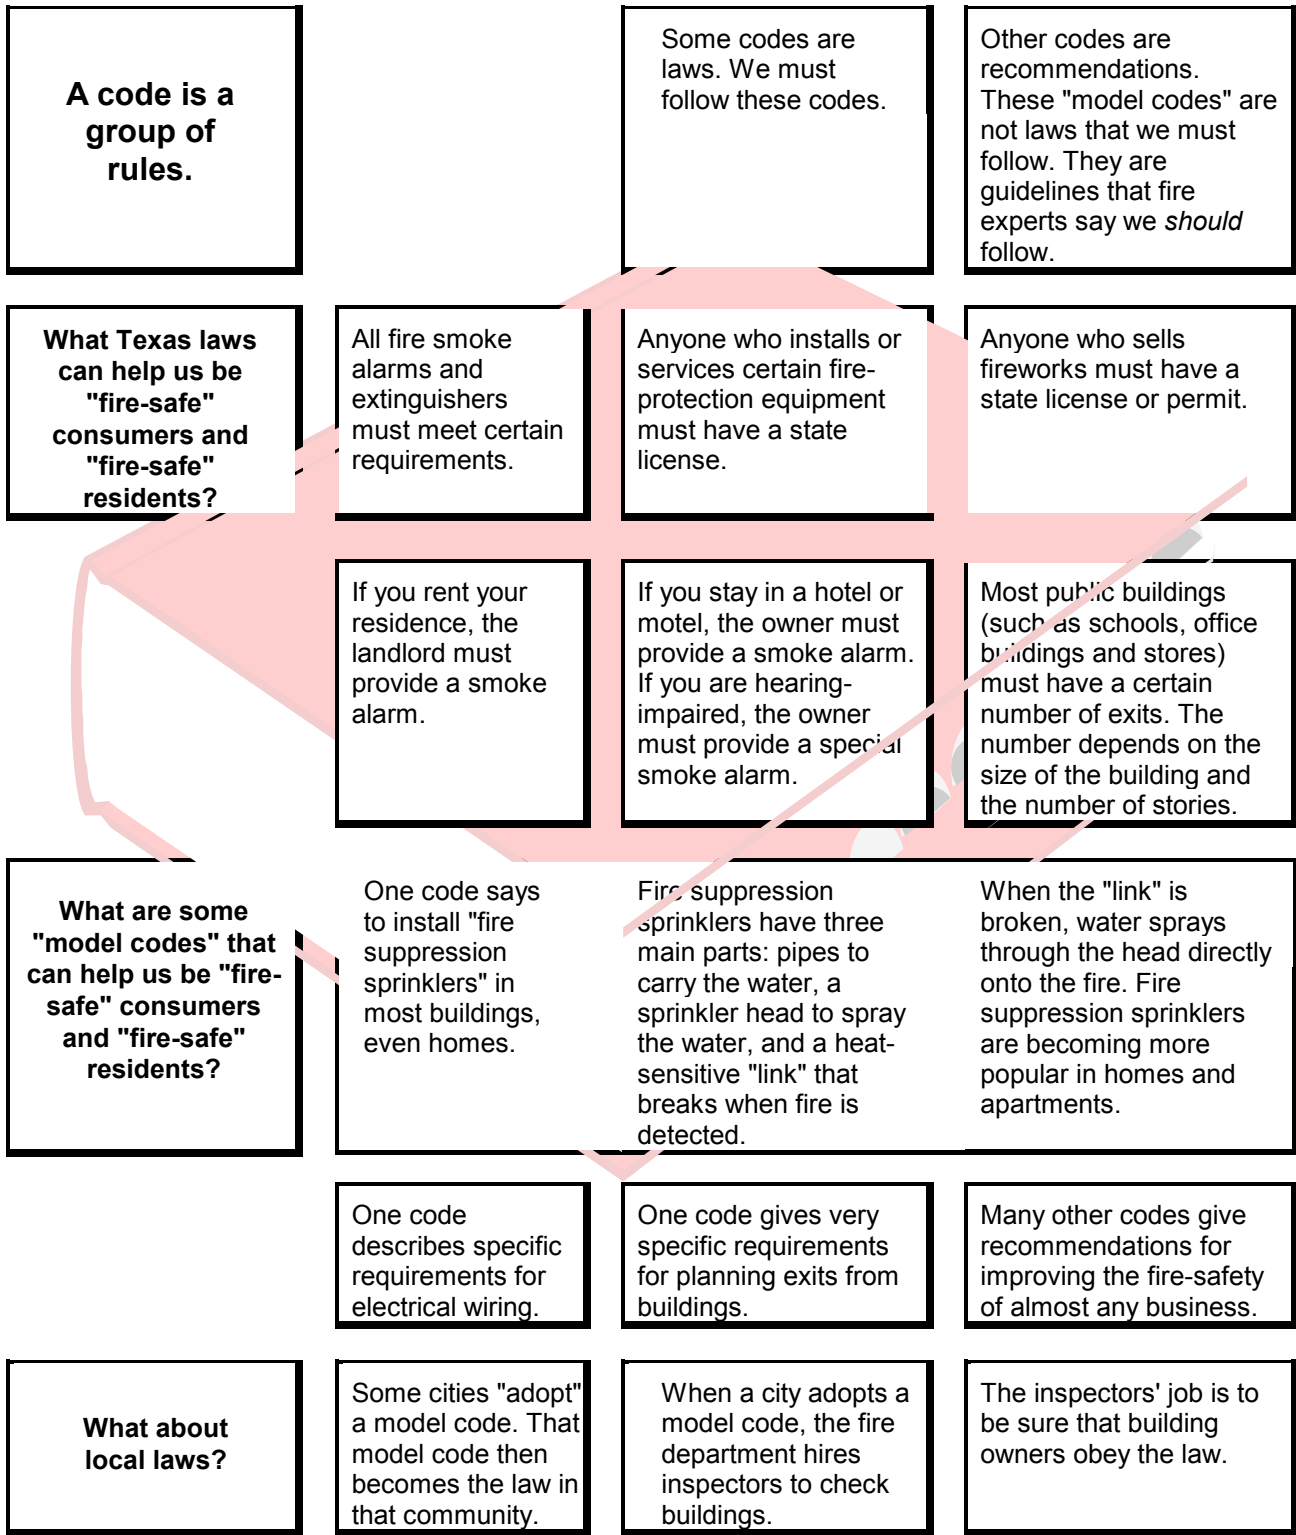 A code is a
group of
rules.
Some codes are
laws. We must
follow these codes.
Other codes are
recommendations.
These "model codes" are
not laws that we must
follow. They are
guidelines that fire
experts say we should
follow.
What Texas laws
can help us be
"fire-safe"
consumers and
"fire-safe"
residents?
All fire smoke
alarms and
extinguishers
must meet certain
requirements.
Anyone who installs or
services certain fire-
protection equipment
must have a state
license.
Anyone who sells
fireworks must have a
state license or permit.
If you rent your
residence, the
landlord must
provide a smoke
alarm.
If you stay in a hotel or
motel, the owner must
provide a smoke alarm.
If you are hearing-
impaired, the owner
must provide a special
smoke alarm.
Most public buildings
(such as schools, office
buildings and stores)
must have a certain
number of exits. The
number depends on the
size of the building and
the number of stories.
What are some
"model codes" that
can help us be "fire-
safe" consumers
and "fire-safe"
residents?
One code says
to install "fire
suppression
sprinklers" in
most buildings,
even homes.
Fire suppression
sprinklers have three
main parts: pipes to
carry the water, a
sprinkler head to spray
the water, and a heat-
sensitive "link" that
breaks when fire is
detected.
When the "link" is
broken, water sprays
through the head directly
onto the fire. Fire
suppression sprinklers
are becoming more
popular in homes and
apartments.
One code
describes specific
requirements for
electrical wiring.
One code gives very
specific requirements
for planning exits from
buildings.
Many other codes give
recommendations for
improving the fire-safety
of almost any business.
What about
local laws?
Some cities "adopt"
a model code. That
model code then
becomes the law in
that community.
When a city adopts a
model code, the fire
department hires
inspectors to check
buildings.
The inspectors' job is to
be sure that building
owners obey the law.